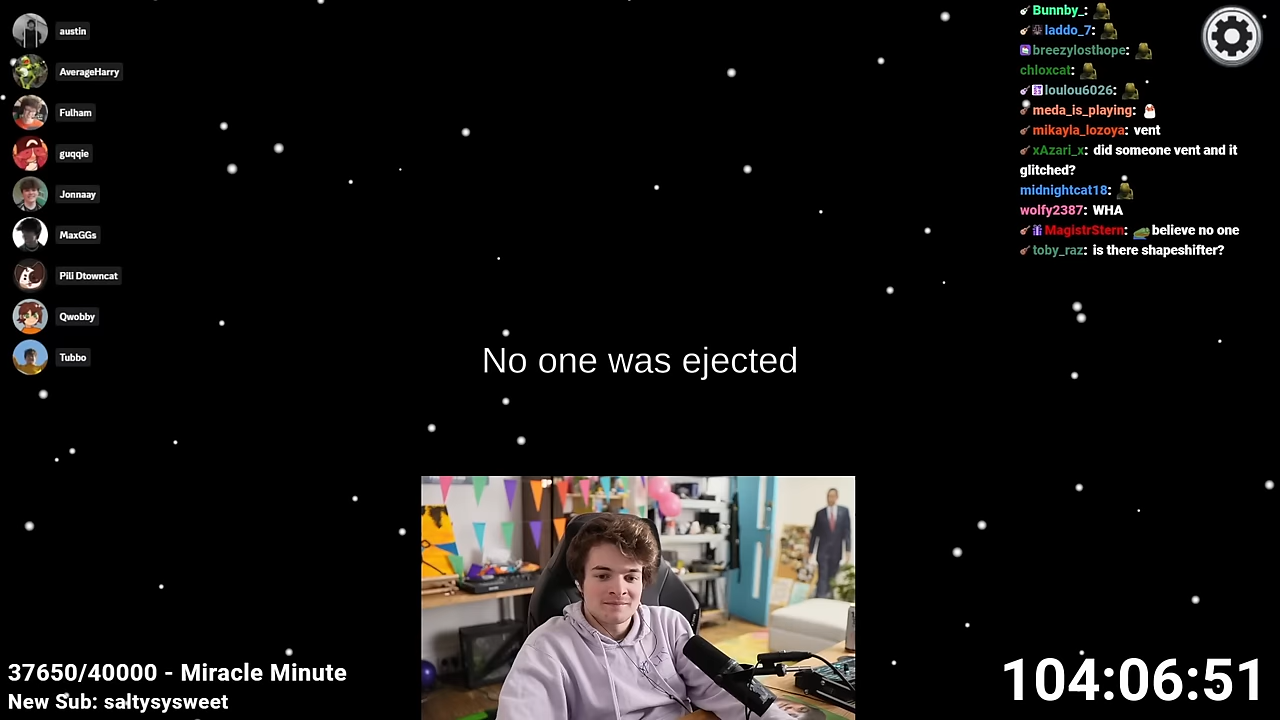 austin
AverageHarry
Fulham
guqqie
Jonnaay
MaxGGs
Pili Dtowncat
Qwobby
Tubbo
Bunnby_:
laddo_7:
breezylosthope:
chloxcat:
loulou6026:
meda_is_playing:
mikayla_lozoya: vent
xAzari_x: did someone vent and it
glitched?
midnightcat18:
wolfy2387: WHA
MagistrStern: believe no one
toby_raz: is there shapeshifter?
No one was ejected
37650/40000 - Miracle Minute
New Sub: saltysysweet
104:06:51